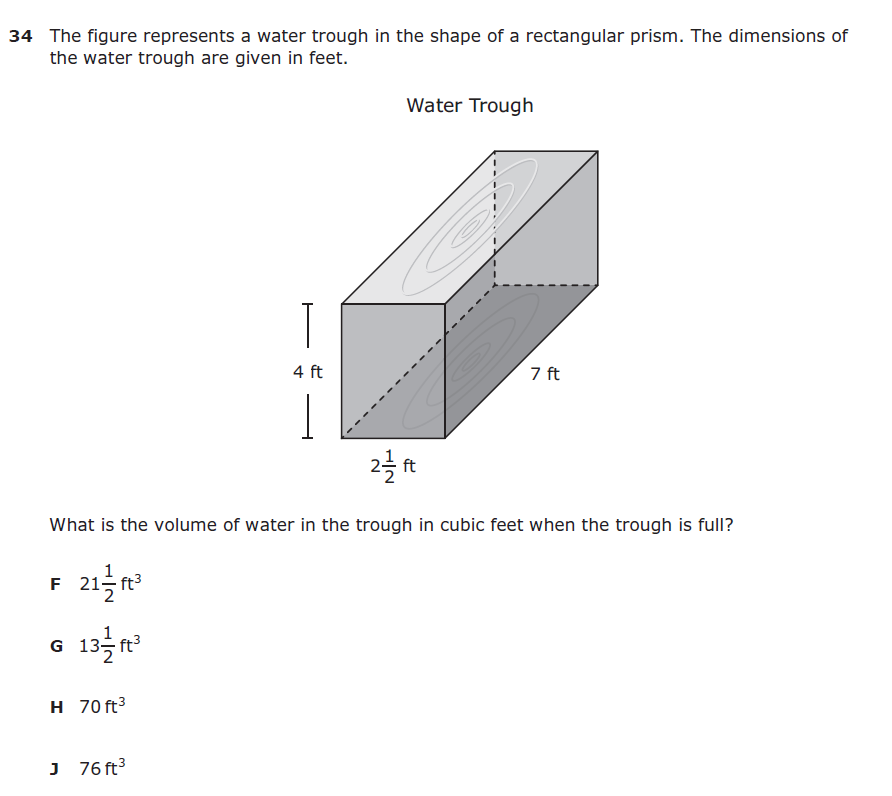 34 The figure represents a water trough in the shape of a rectangular prism. The dimensions of
the water trough are given in feet.
Water Trough
4 ft
7 ft
2 1/2 ft
What is the volume of water in the trough in cubic feet when the trough is full?
F 21 1/2 ft³
G 13 1/2 ft³
H 70 ft³
J 76 ft³